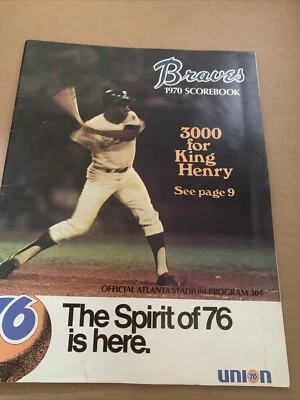 Braves
1970 SCOREBOOK
3000
for
King
Henry
See page 9
OFFICIAL ATLANTA STADIUM PROGRAM 30¢
76
The Spirit of 76
is here.
union
76